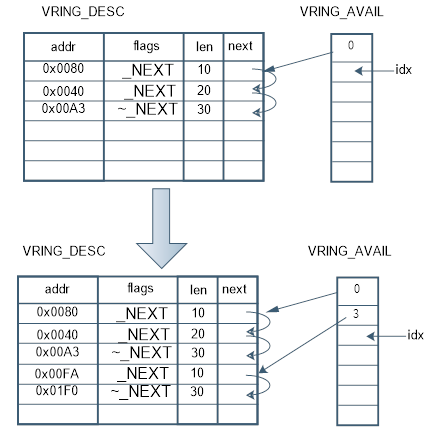 VRING_DESC VRING_AVAIL
addr flags len next 0
0x0080 _NEXT 10
idx
0x0040 _NEXT 20
0x00A3 ~_NEXT 30
VRING_DESC VRING_AVAIL
addr flags len next 0
0x0080 _NEXT 10 3
0x0040 _NEXT 20 idx
0x00A3 ~_NEXT 30
0x00FA _NEXT 10
0x01F0 ~_NEXT 30